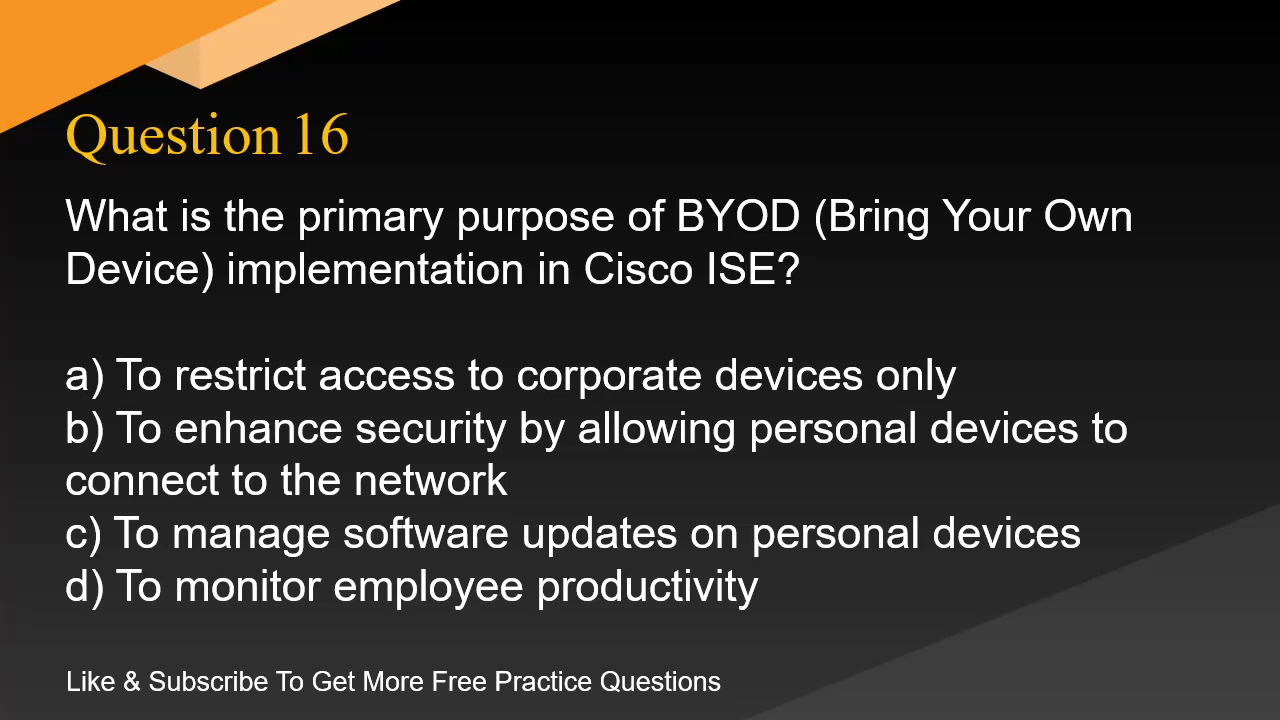 Question 16
What is the primary purpose of BYOD (Bring Your Own
Device) implementation in Cisco ISE?
a) To restrict access to corporate devices only
b) To enhance security by allowing personal devices to
connect to the network
c) To manage software updates on personal devices
d) To monitor employee productivity
Like & Subscribe To Get More Free Practice Questions